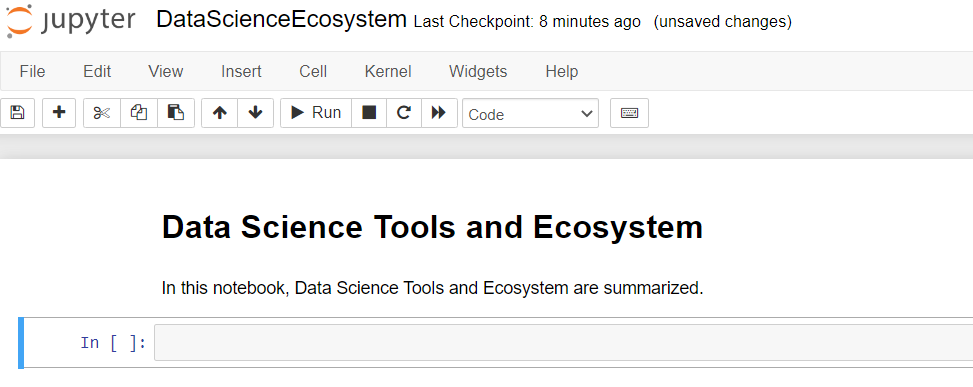 jupyter DataScienceEcosystem Last Checkpoint: 8 minutes ago (unsaved changes)
File Edit View Insert Cell Kernel Widgets Help
Run Code
Data Science Tools and Ecosystem
In this notebook, Data Science Tools and Ecosystem are summarized.
In [ ]: